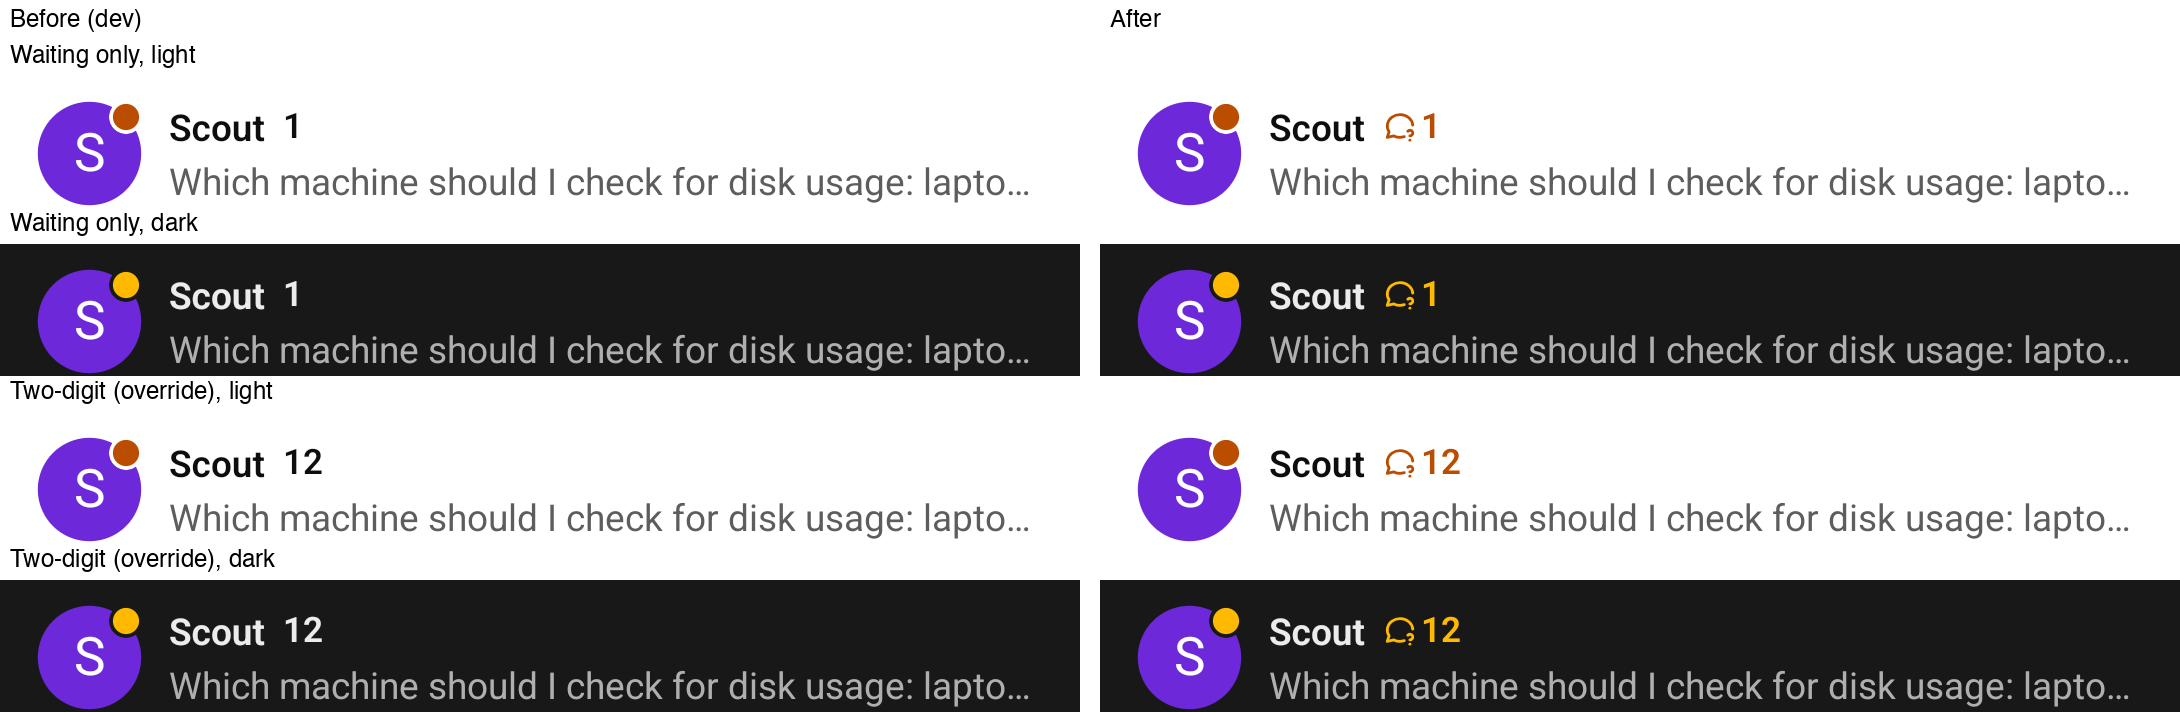 Before (dev)
After
Waiting only, light
S
Scout 1
Which machine should I check for disk usage: lapto...
S
Scout ? 1
Which machine should I check for disk usage: lapto...
Waiting only, dark
S
Scout 1
Which machine should I check for disk usage: lapto...
S
Scout ? 1
Which machine should I check for disk usage: lapto...
Two-digit (override), light
S
Scout 12
Which machine should I check for disk usage: lapto...
S
Scout ? 12
Which machine should I check for disk usage: lapto...
Two-digit (override), dark
S
Scout 12
Which machine should I check for disk usage: lapto...
S
Scout ? 12
Which machine should I check for disk usage: lapto...